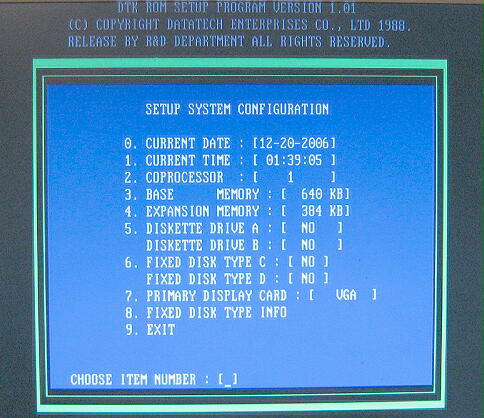 DTK ROM SETUP PROGRAM VERSION 1.01
(C) COPYRIGHT DATATECH ENTERPRISES CO., LTD 1988.
RELEASE BY R&D DEPARTMENT ALL RIGHTS RESERVED.
SETUP SYSTEM CONFIGURATION
0. CURRENT DATE : [12-20-2006]
1. CURRENT TIME : [ 01:39:05 ]
2. COPROCESSOR : [ 1 ]
3. BASE MEMORY : [ 640 KB]
4. EXPANSION MEMORY : [ 384 KB]
5. DISKETTE DRIVE A : [ NO ]
DISKETTE DRIVE B : [ NO ]
6. FIXED DISK TYPE C : [ NO ]
FIXED DISK TYPE D : [ NO ]
7. PRIMARY DISPLAY CARD : [ VGA ]
8. FIXED DISK TYPE INFO
9. EXIT
CHOOSE ITEM NUMBER : [_]